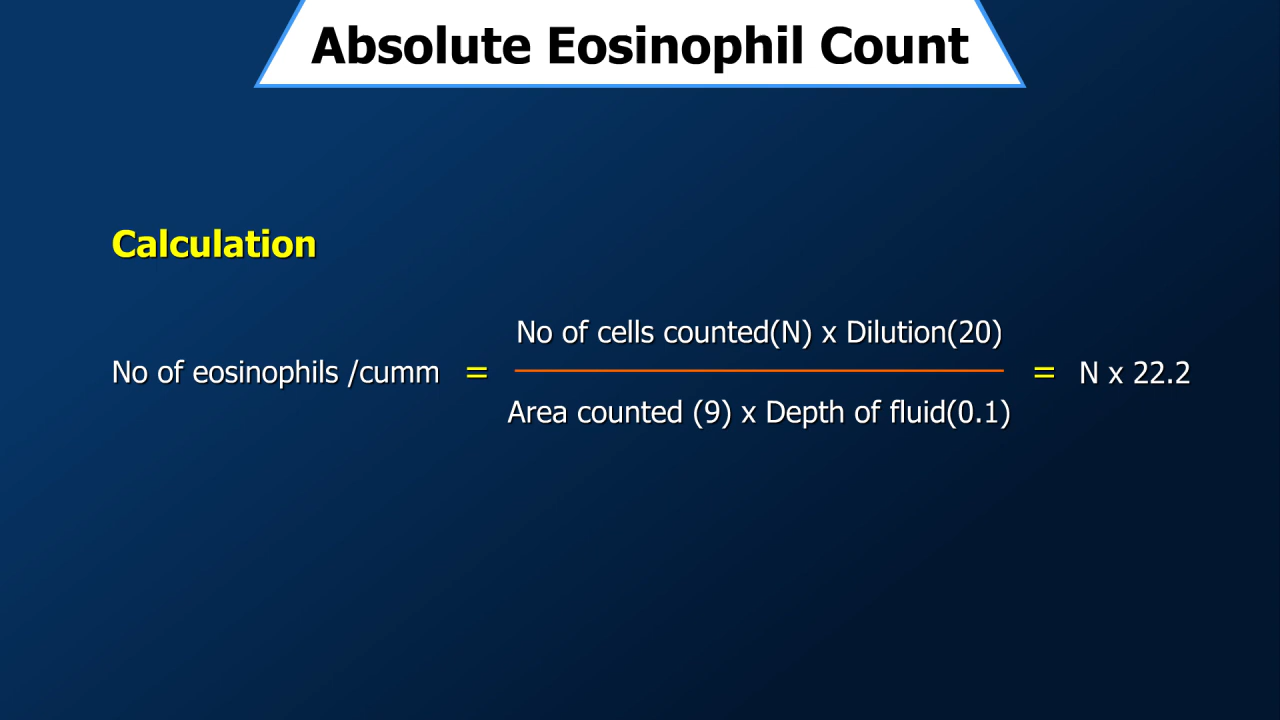 Absolute Eosinophil Count
Calculation
No of eosinophils /cumm = No of cells counted(N) x Dilution(20) = N x 22.2
Area counted (9) x Depth of fluid(0.1)